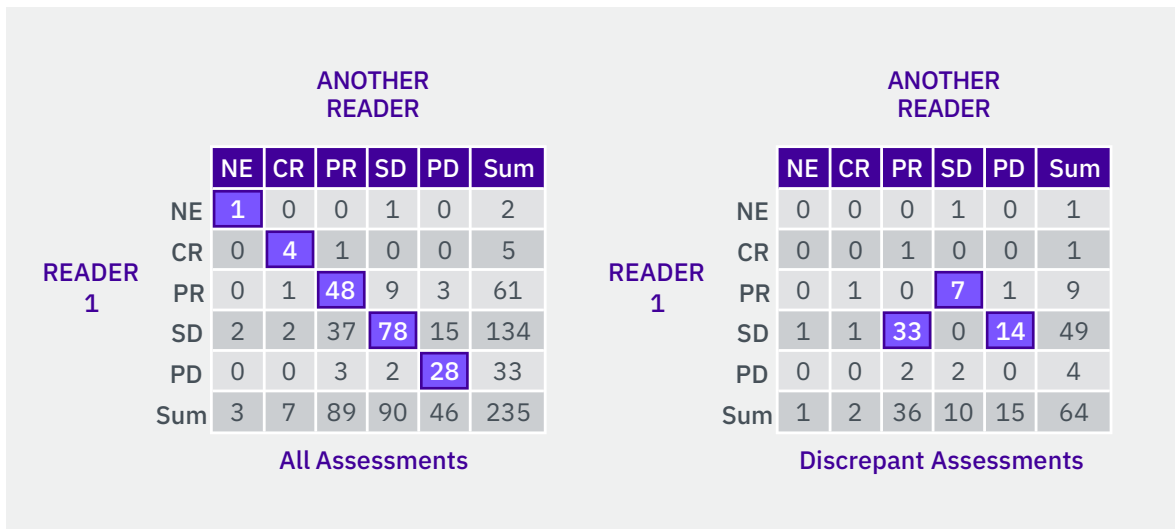 ANOTHER
READER
NE CR PR SD PD Sum
NE 1 0 0 1 0 2
CR 0 4 1 0 0 5
PR 0 1 48 9 3 61
SD 2 2 37 78 15 134
PD 0 0 3 2 28 33
Sum 3 7 89 90 46 235
READER
1
All Assessments
ANOTHER
READER
NE CR PR SD PD Sum
NE 0 0 0 1 0 1
CR 0 0 1 0 0 1
PR 0 1 0 7 1 9
SD 1 1 33 0 14 49
PD 0 0 2 2 0 4
Sum 1 2 36 10 15 64
READER
1
Discrepant Assessments